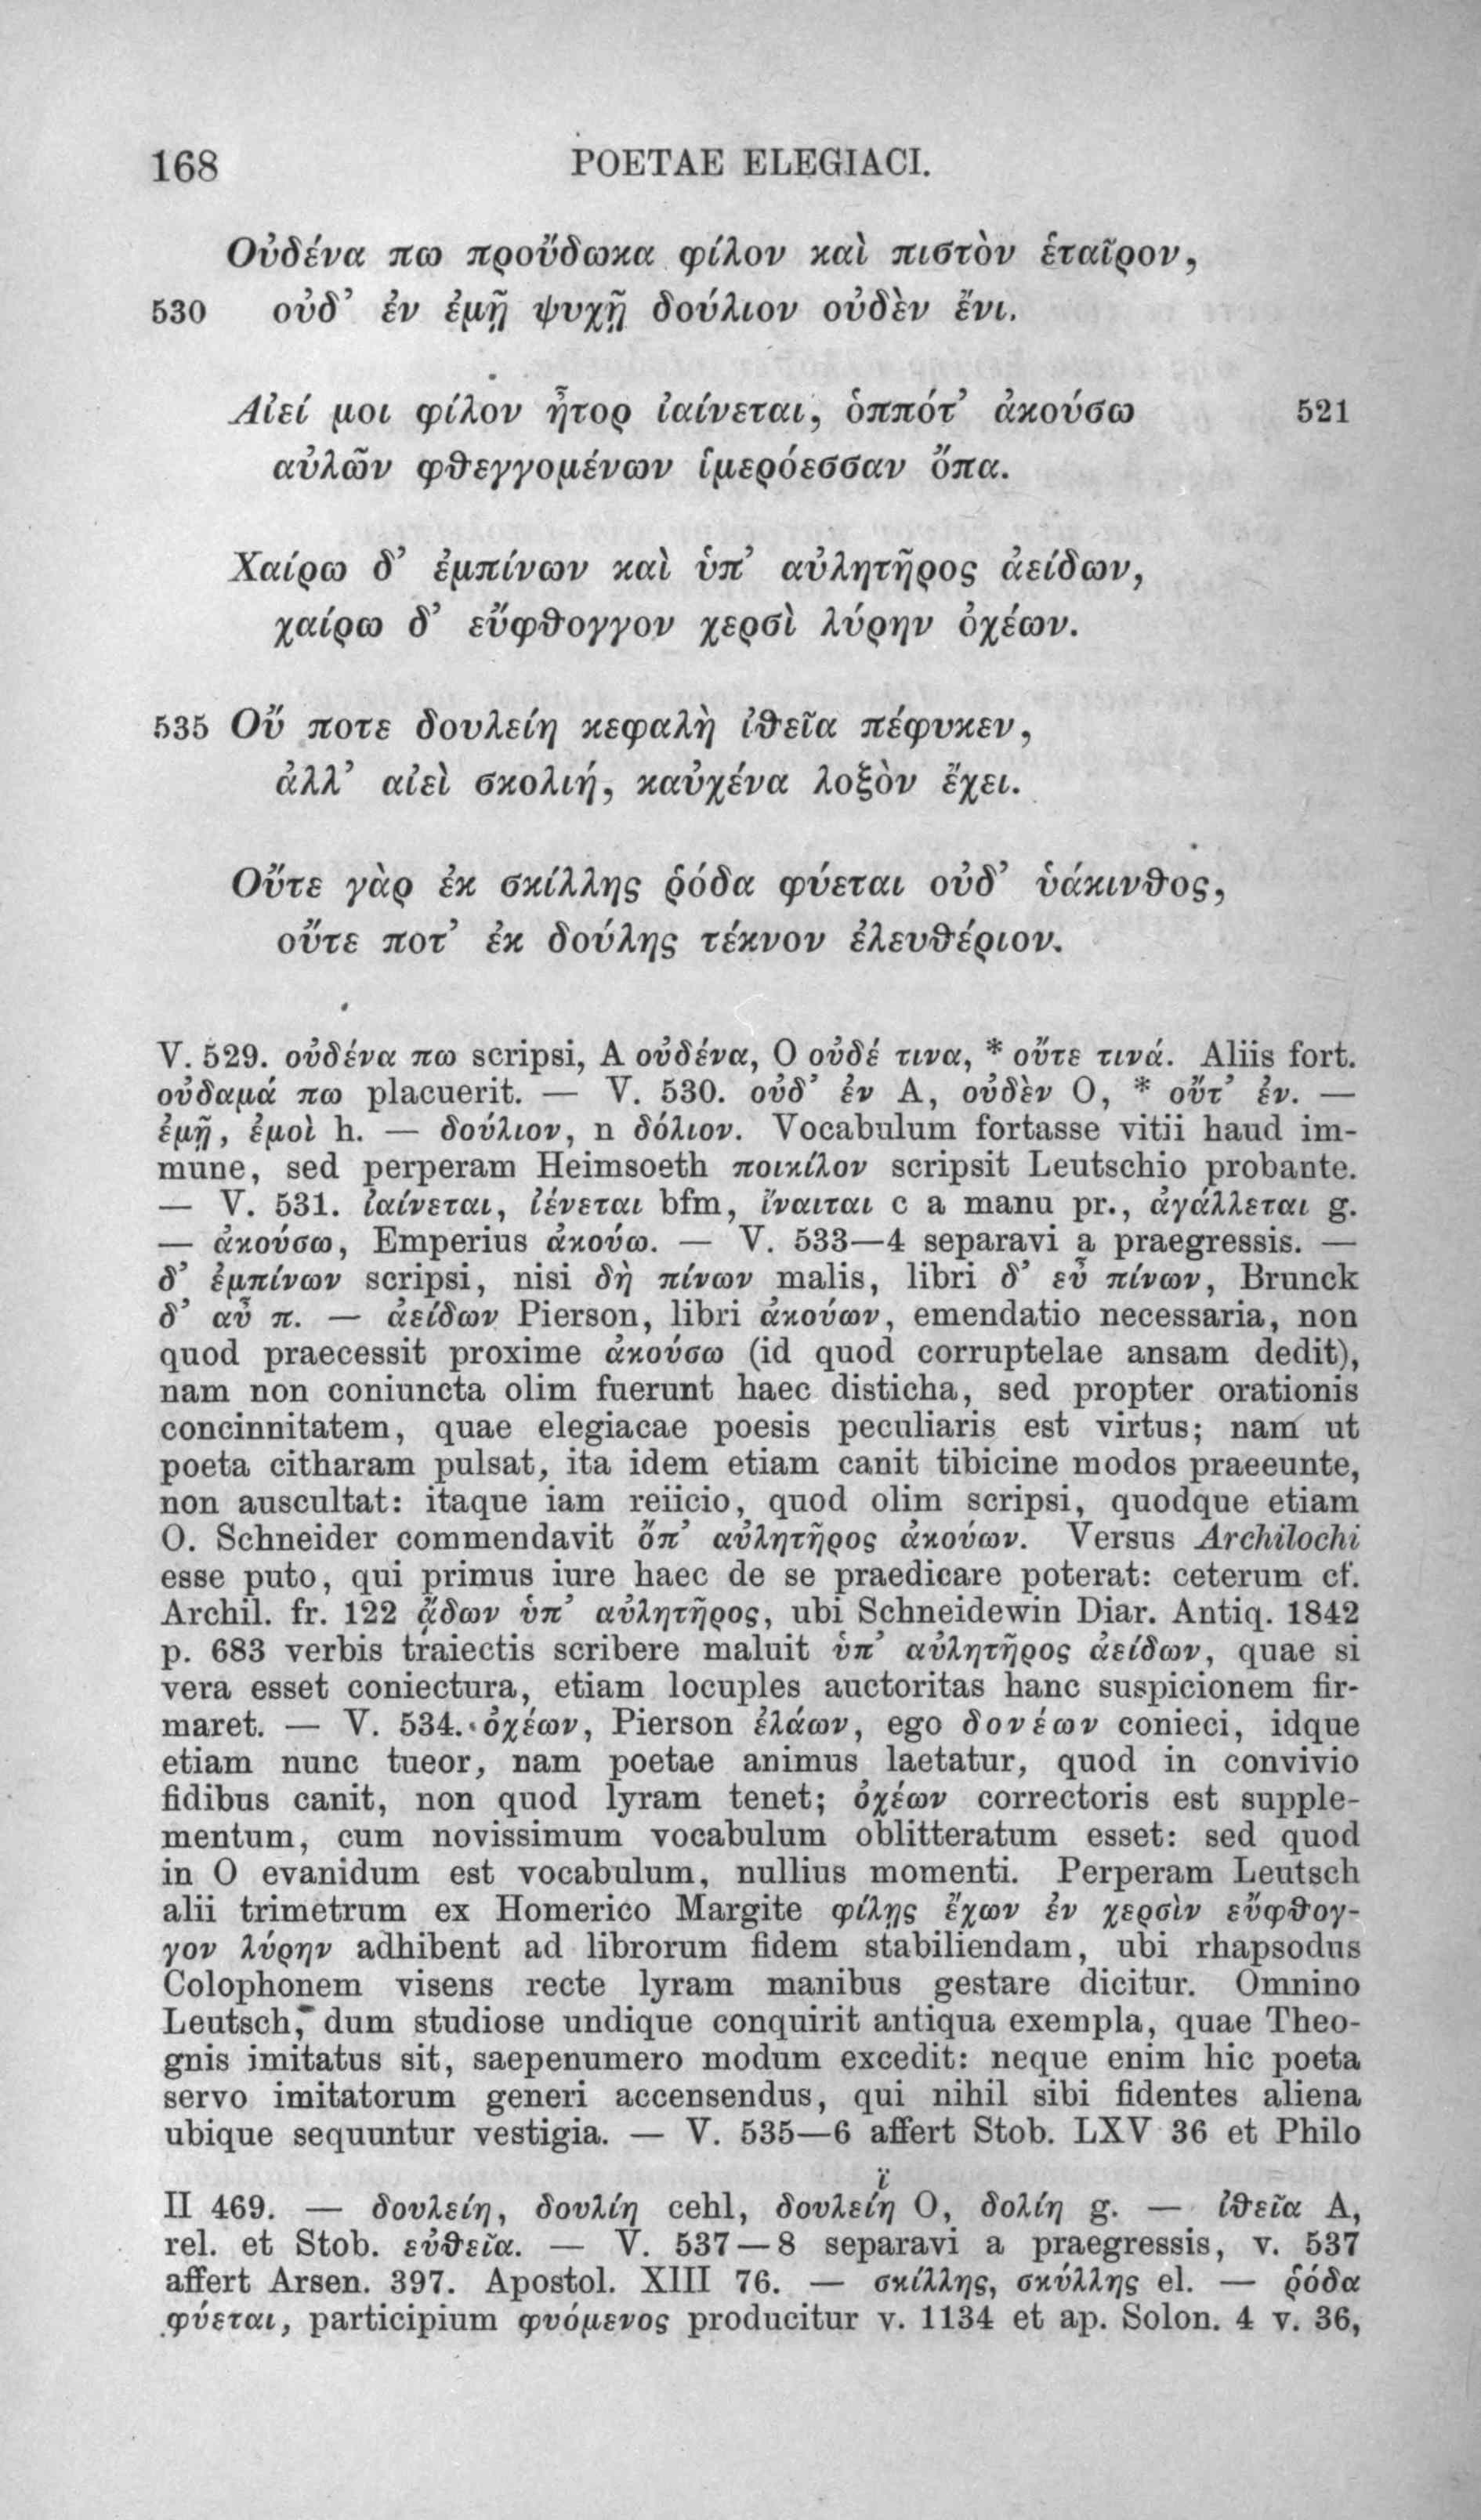 168 POETAE ELEGIACI.
Οὐδένα πω προὔδωκα φίλον καὶ πιστὸν ἑταῖρον,
530 οὐδ’ ἐν ἐμῇ ψυχῇ δούλιον οὐδὲν ἔνι.
Αἰεί μοι φίλον ἦτορ ἰαίνεται, ὁππότ’ ἀκούσω 521
αὐλῶν φθεγγομένων ἱμερόεσσαν ὄπα.
Χαίρω δ’ ἐμπίνων καὶ ὑπ’ αὐλητῆρος ἀείδων,
χαίρω δ’ εὔφθογγον χερσὶ λύρην ὀχέων.
535 Οὔ ποτε δουλείη κεφαλὴ ἰθεῖα πέφυκεν,
ἀλλ’ αἰεὶ σκολιή, καὐχένα λοξὸν ἔχει.
Οὔτε γὰρ ἐκ σκίλλης ῥόδα φύεται οὐδ’ ὑάκινθος,
οὔτε ποτ’ ἐκ δούλης τέκνον ἐλευθέριον.
V. 529. οὐδένα πω scripsi, A οὐδένα, O οὐδέ τινα, * οὔτε τινά. Aliis fort.
οὐδαμά πω placuerit. — V. 530. οὐδ’ ἐν A, οὐδὲν O, * οὔτ’ ἐν. —
ἐμῇ, ἐμοὶ h. — δούλιον, n δόλιον. Vocabulum fortasse vitii haud im-
mune, sed perperam Heimsoeth ποικίλον scripsit Leutschio probante.
— V. 531. ἰαίνεται, ἰένεται bfm, ἵναιται c a manu pr., ἀγάλλεται g.
— ἀκούσω, Emperius ἀκούω. — V. 533—4 separavi a praegressis. —
δ’ ἐμπίνων scripsi, nisi δὴ πίνων malis, libri δ’ εὖ πίνων, Brunck
δ’ αὖ π. — ἀείδων Pierson, libri ἀκούων, emendatio necessaria, non
quod praecessit proxime ἀκούσω (id quod corruptelae ansam dedit),
nam non coniuncta olim fuerunt haec disticha, sed propter orationis
concinnitatem, quae elegiacae poesis peculiaris est virtus; nam ut
poeta citharam pulsat, ita idem etiam canit tibicine modos praeeunte,
non auscultat: itaque iam reiicio, quod olim scripsi, quodque etiam
O. Schneider commendavit ὄπ’ αὐλητῆρος ἀκούων. Versus Archilochi
esse puto, qui primus iure haec de se praedicare poterat: ceterum cf.
Archil. fr. 122 ᾄδων ὑπ’ αὐλητῆρος, ubi Schneidewin Diar. Antiq. 1842
p. 683 verbis traiectis scribere maluit ὑπ’ αὐλητῆρος ἀείδων, quae si
vera esset coniectura, etiam locuples auctoritas hanc suspicionem fir-
maret. — V. 534. ὀχέων, Pierson ἐλάων, ego δονέων conieci, idque
etiam nunc tueor, nam poetae animus laetatur, quod in convivio
fidibus canit, non quod lyram tenet; ὀχέων correctoris est supple-
mentum, cum novissimum vocabulum oblitteratum esset: sed quod
in O evanidum est vocabulum, nullius momenti. Perperam Leutsch
alii trimetrum ex Homerico Margite φίλῃς ἔχων ἐν χερσὶν εὔφθογ-
γον λύρην adhibent ad librorum fidem stabiliendam, ubi rhapsodus
Colophonem visens recte lyram manibus gestare dicitur. Omnino
Leutsch, dum studiose undique conquirit antiqua exempla, quae Theo-
gnis imitatus sit, saepenumero modum excedit: neque enim hic poeta
servo imitatorum generi accensendus, qui nihil sibi fidentes aliena
ubique sequuntur vestigia. — V. 535—6 affert Stob. LXV 36 et Philo
ϊ
II 469. — δουλείη, δουλίη cehl, δουλείη O, δολίη g. — ἰθεῖα A,
rel. et Stob. εὐθεῖα. — V. 537—8 separavi a praegressis, v. 537
affert Arsen. 397. Apostol. XIII 76. — σκίλλης, σκύλλης el. — ῥόδα
φύεται, participium φυόμενος producitur v. 1134 et ap. Solon. 4 v. 36,